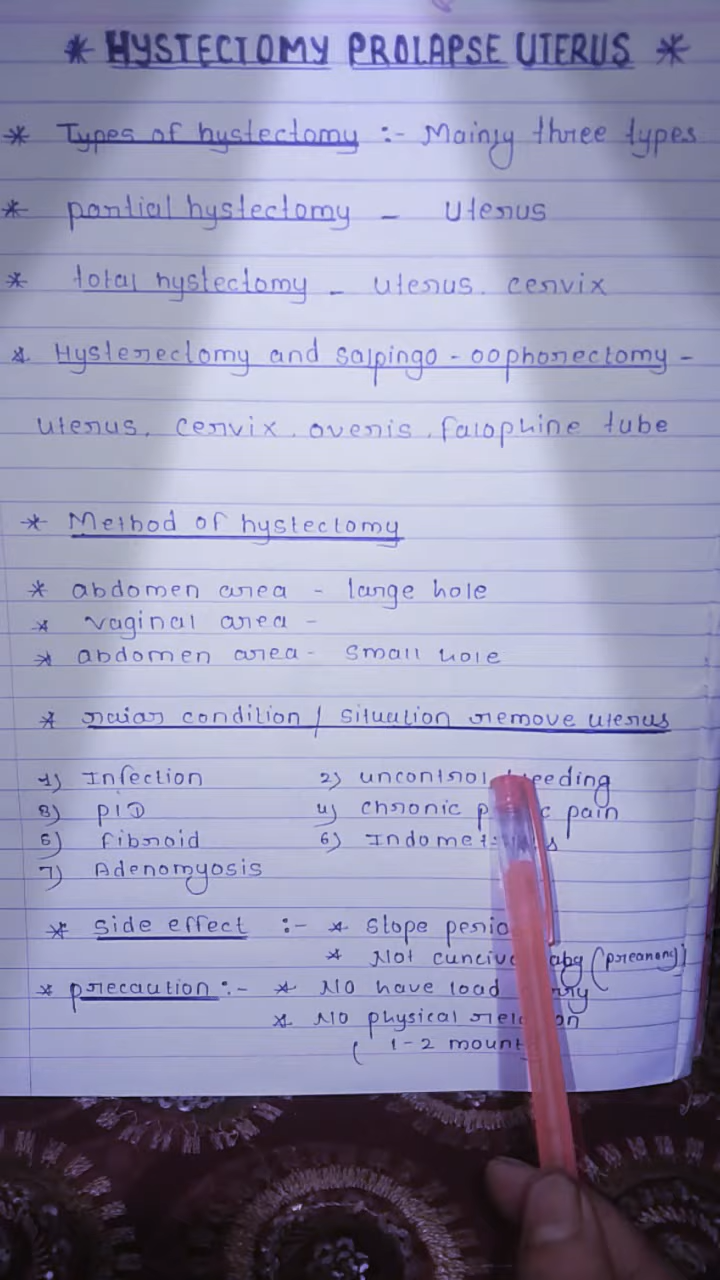 * HYSTECTOMY PROLAPSE UTERUS *
* Types of hystectomy :- Mainly three types
* partial hystectomy - Uterus
* total hystectomy - uterus. cervix
* Hysterectomy and salpingo - oophorectomy -
uterus. cervix. overis. falophine tube
* Method of hystectomy
* abdomen area - large hole
* vaginal area -
* abdomen area - small hole
* condition / situation remove uterus
1) Infection 2) uncontrol
3) PID 4) chronic pain
5) fibroid 6)
7) Adenomyosis
* side effect :- * stope
* Not
* precaution :- * No have load
* No physical
( 1-2